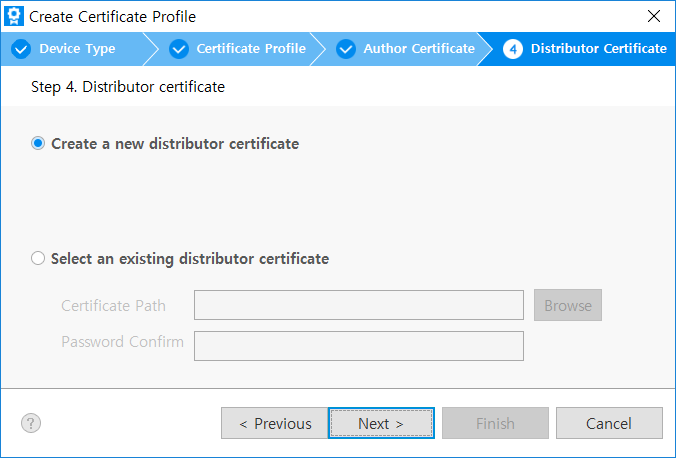 Create Certificate Profile
Device Type
Certificate Profile
Author Certificate
4 Distributor Certificate
Step 4. Distributor certificate
Create a new distributor certificate
Select an existing distributor certificate
Certificate Path
Browse
Password Confirm
?
< Previous
Next >
Finish
Cancel